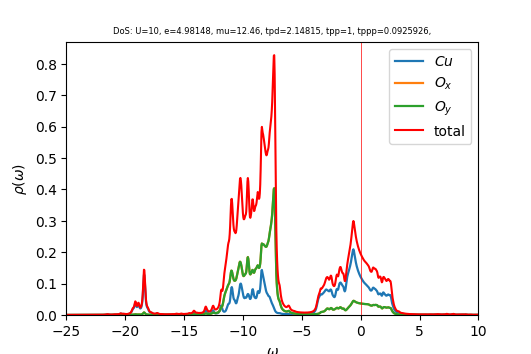 DoS: U=10, e=4.98148, mu=12.46, tpd=2.14815, tpp=1, tppp=0.0925926,
0.8
0.7
0.6
0.5
0.4
0.3
0.2
0.1
0.0
ρ(ω)
−25 −20 −15 −10 −5 0 5 10
ω
Cu
Oₓ
O_y
total